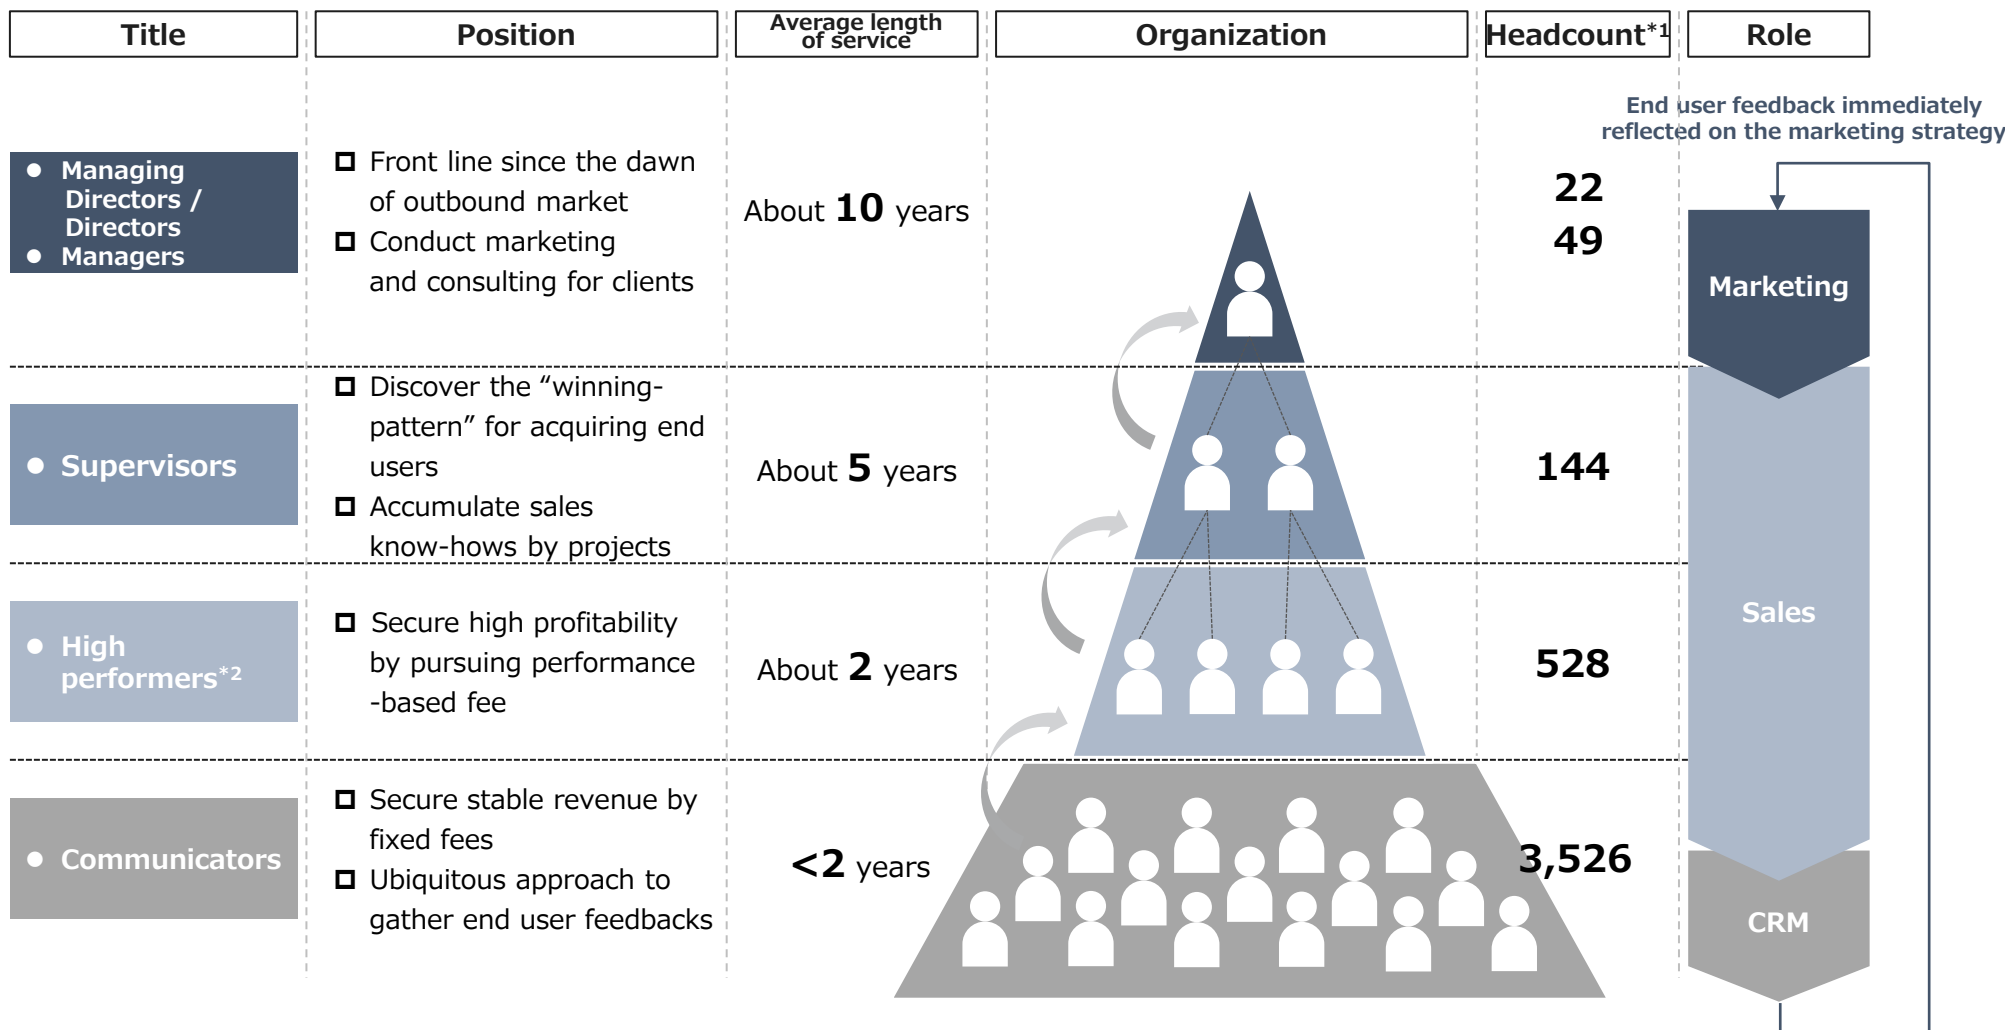 Title
Position
Average length
of service
Organization
Headcount*1
Role
End user feedback immediately
reflected on the marketing strategy
● Managing
Directors /
Directors
● Managers
Front line since the dawn
of outbound market
Conduct marketing
and consulting for clients
About 10 years
22
49
Marketing
● Supervisors
Discover the “winning-
pattern” for acquiring end
users
Accumulate sales
know-hows by projects
About 5 years
144
Sales
● High
performers*2
Secure high profitability
by pursuing performance
-based fee
About 2 years
528
● Communicators
Secure stable revenue by
fixed fees
Ubiquitous approach to
gather end user feedbacks
<2 years
3,526
CRM